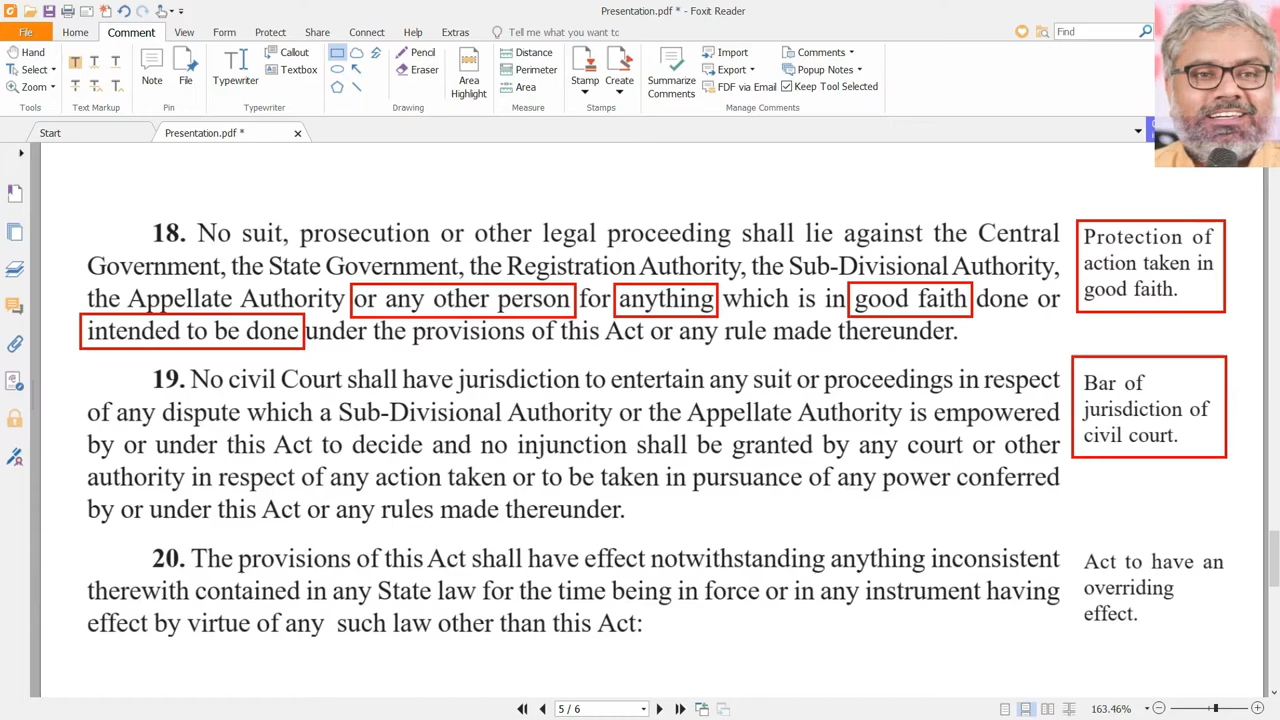 Presentation.pdf * - Foxit Reader
File Home Comment View Form Protect Share Connect Help Extras Tell me what you want to Find
Hand
Select
Zoom
Tools
T T T
T T T
Text Markup
Note
File
Pin
Typewriter
Callout
Textbox
Typewriter
Pencil
Eraser
Drawing
Area Highlight
Distance
Perimeter
Area
Measure
Stamp
Create
Stamps
Summarize Comments
Import
Export
FDF via Email
Comments
Popup Notes
Keep Tool Selected
Manage Comments
Start
Presentation.pdf *
18. No suit, prosecution or other legal proceeding shall lie against the Central
Government, the State Government, the Registration Authority, the Sub-Divisional Authority,
the Appellate Authority or any other person for anything which is in good faith done or
intended to be done under the provisions of this Act or any rule made thereunder.
Protection of
action taken in
good faith.
19. No civil Court shall have jurisdiction to entertain any suit or proceedings in respect
of any dispute which a Sub-Divisional Authority or the Appellate Authority is empowered
by or under this Act to decide and no injunction shall be granted by any court or other
authority in respect of any action taken or to be taken in pursuance of any power conferred
by or under this Act or any rules made thereunder.
Bar of
jurisdiction of
civil court.
20. The provisions of this Act shall have effect notwithstanding anything inconsistent
therewith contained in any State law for the time being in force or in any instrument having
effect by virtue of any such law other than this Act:
Act to have an
overriding
effect.
5 / 6
163.46%